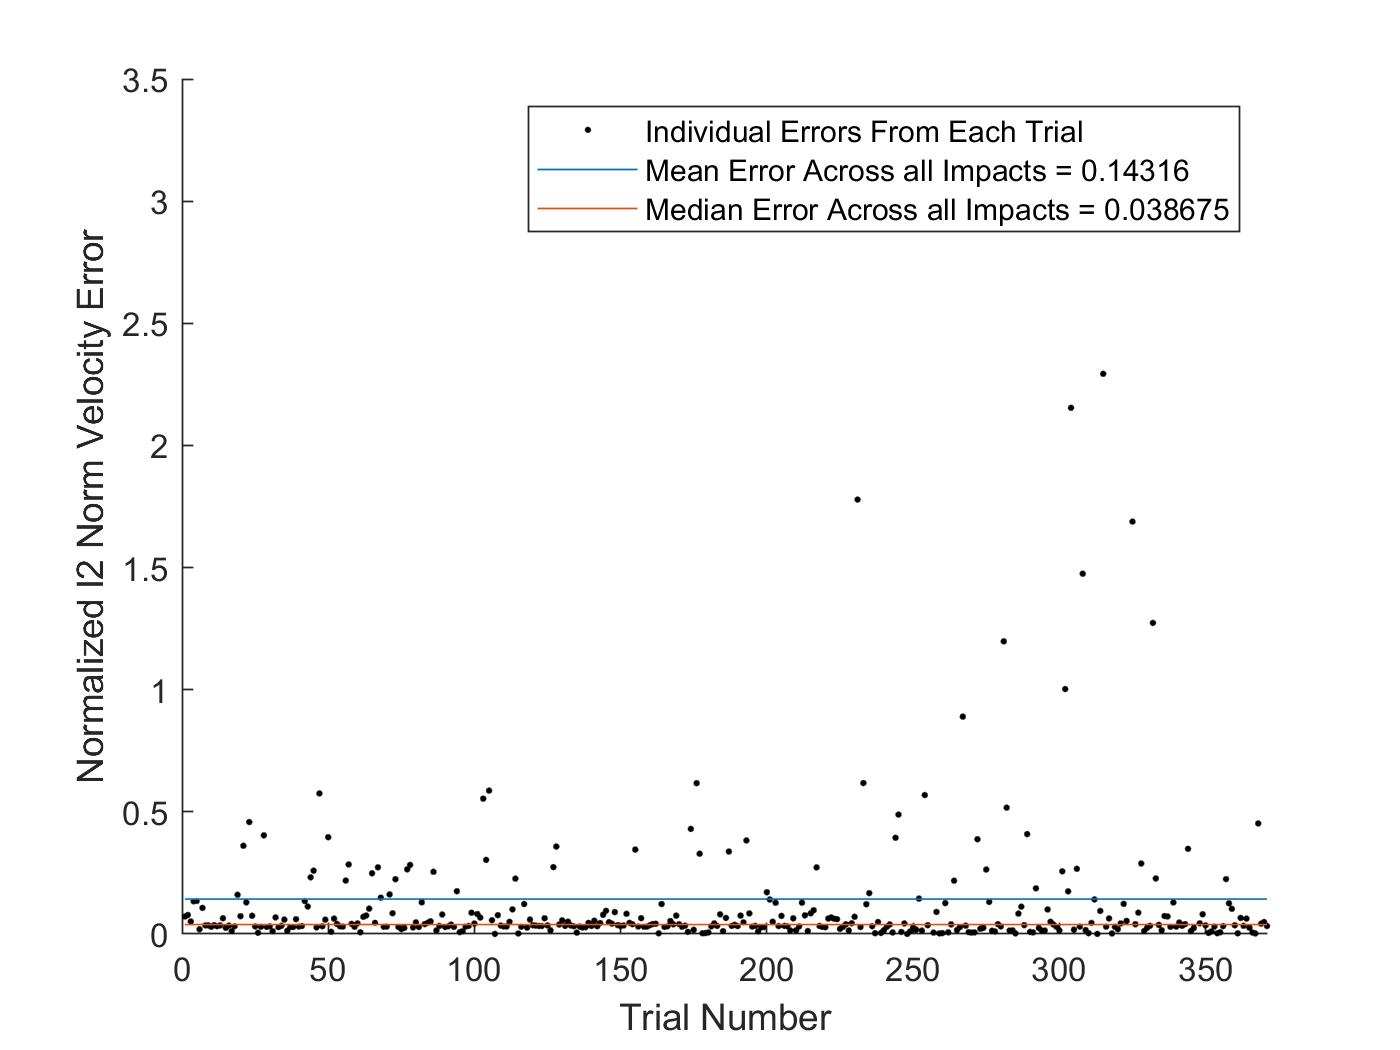 3.5
3
2.5
2
1.5
1
0.5
0
Normalized l2 Norm Velocity Error
Individual Errors From Each Trial
Mean Error Across all Impacts = 0.14316
Median Error Across all Impacts = 0.038675
0 50 100 150 200 250 300 350
Trial Number